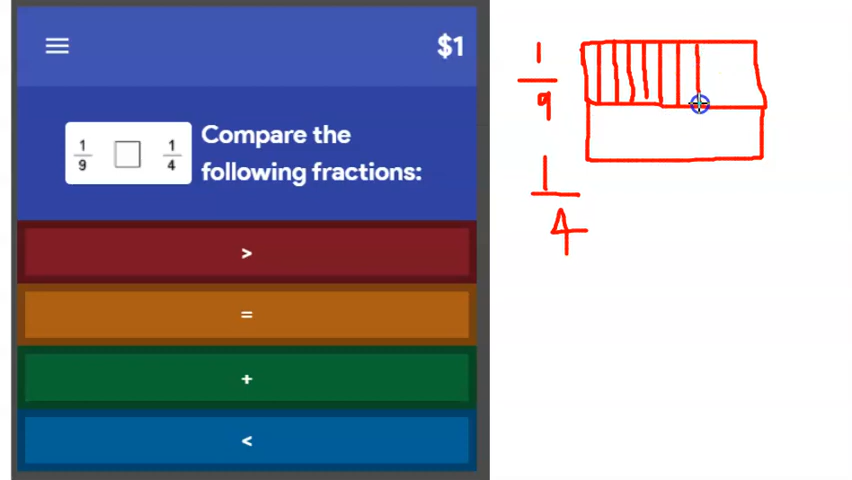 $1
1/9 □ 1/4
Compare the
following fractions:
>
=
+
<
1/9
1/4